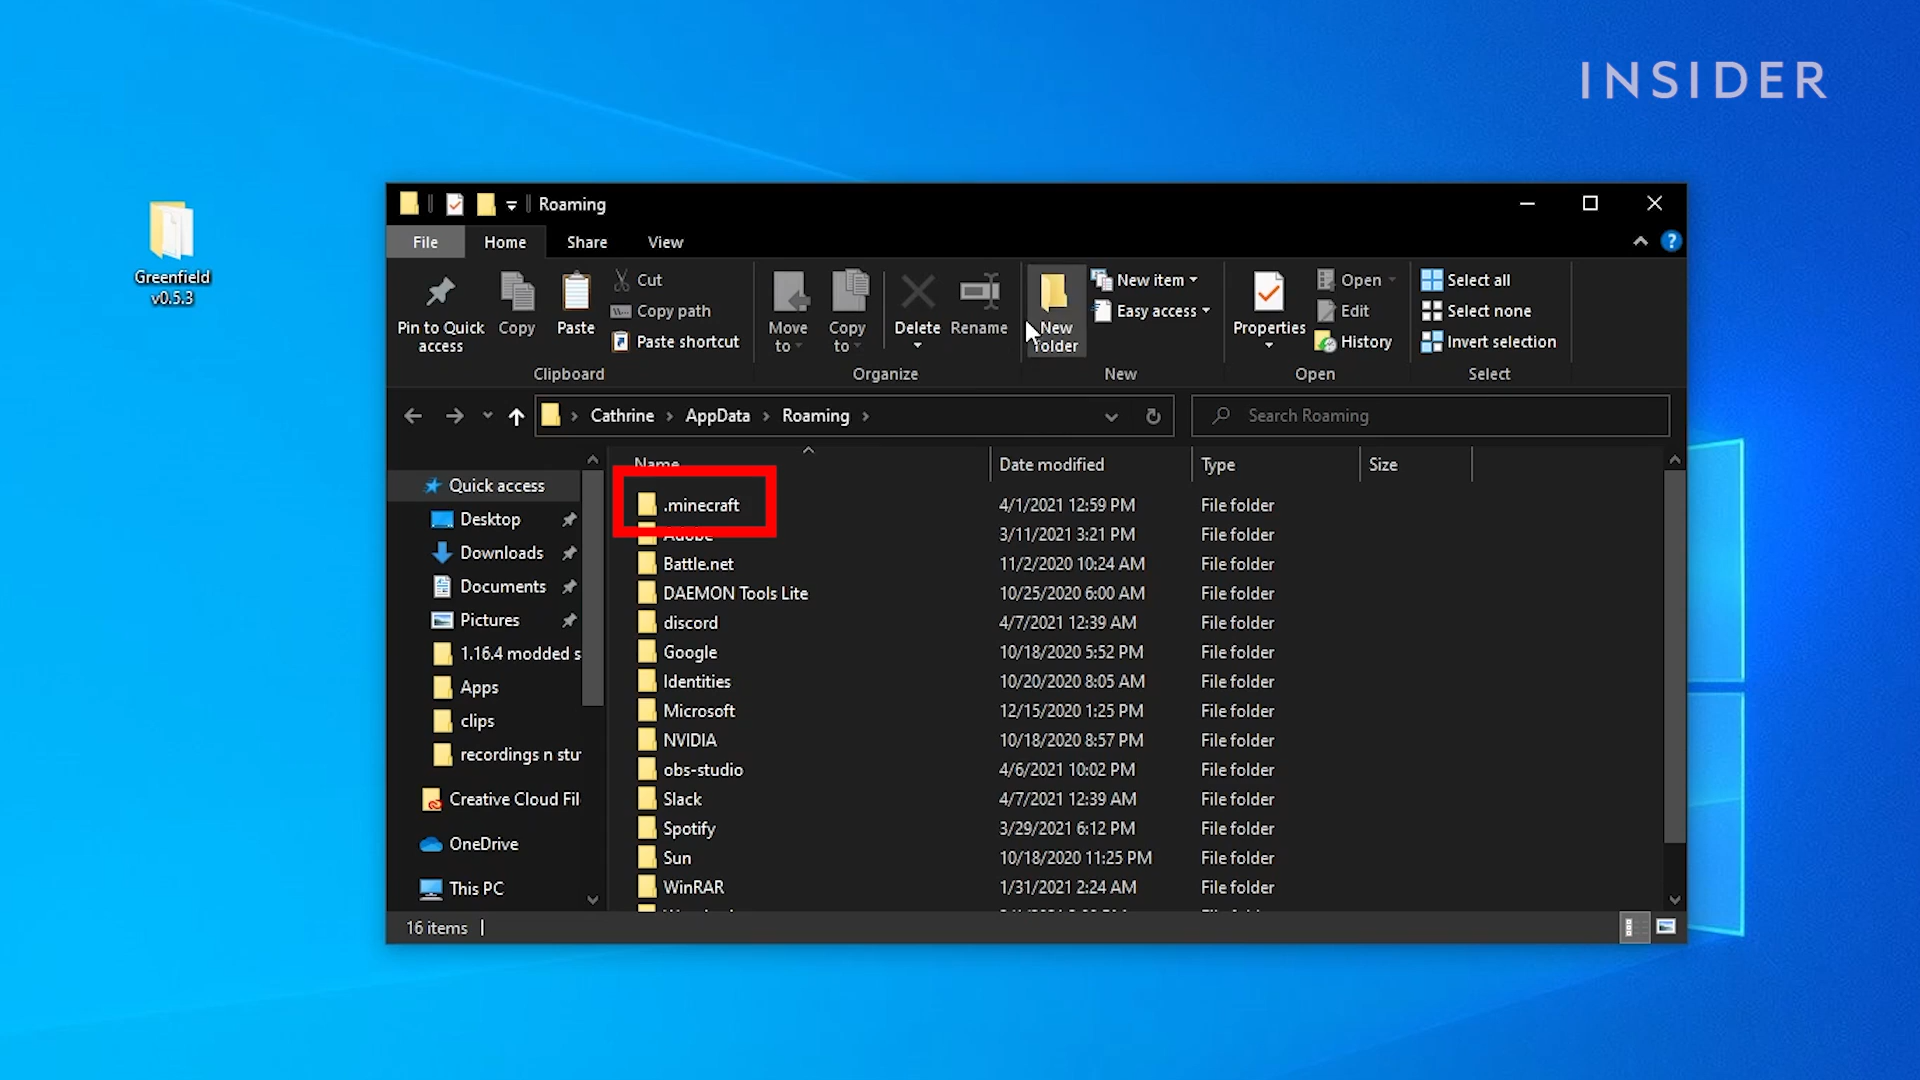 INSIDER
Greenfield
v0.5.3
Roaming
File Home Share View
Pin to Quick
access
Copy
Paste
Cut
Copy path
Paste shortcut
Clipboard
Move
to
Copy
to
Delete
Rename
Organize
New
folder
New item
Easy access
New
Properties
Open
Edit
History
Open
Select all
Select none
Invert selection
Select
Cathrine > AppData > Roaming >
Search Roaming
Quick access
Desktop
Downloads
Documents
Pictures
1.16.4 modded s
Apps
clips
recordings n stu
Creative Cloud Fil
OneDrive
This PC
Name Date modified Type Size
.minecraft 4/1/2021 12:59 PM File folder
Adobe 3/11/2021 3:21 PM File folder
Battle.net 11/2/2020 10:24 AM File folder
DAEMON Tools Lite 10/25/2020 6:00 AM File folder
discord 4/7/2021 12:39 AM File folder
Google 10/18/2020 5:52 PM File folder
Identities 10/20/2020 8:05 AM File folder
Microsoft 12/15/2020 1:25 PM File folder
NVIDIA 10/18/2020 8:57 PM File folder
obs-studio 4/6/2021 10:02 PM File folder
Slack 4/7/2021 12:39 AM File folder
Spotify 3/29/2021 6:12 PM File folder
Sun 10/18/2020 11:25 PM File folder
WinRAR 1/31/2021 2:24 AM File folder
16 items